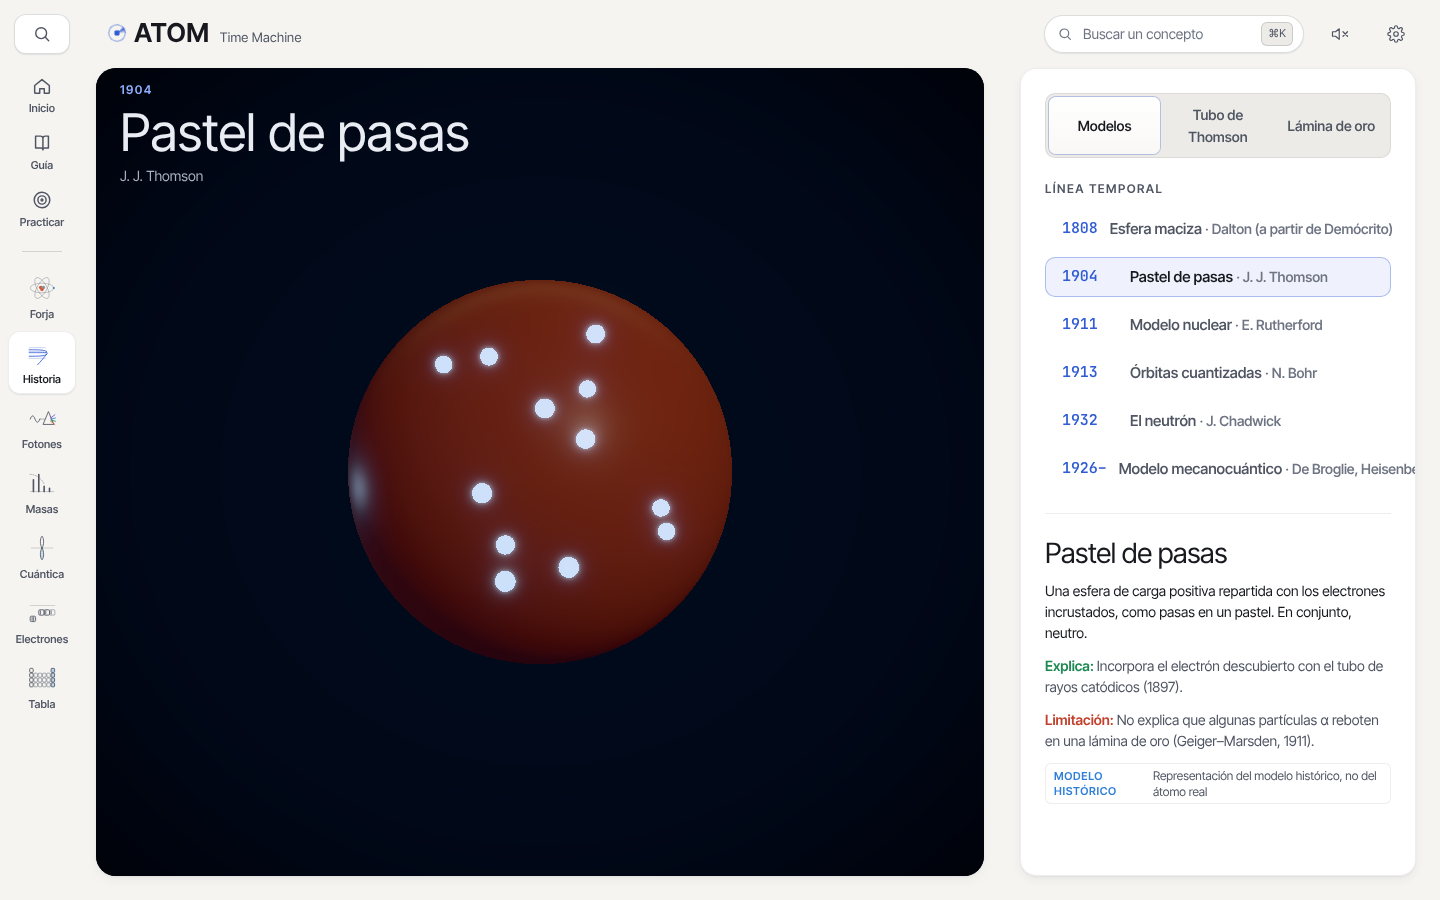 ATOM Time Machine
Buscar un concepto ⌘K
Inicio
Guía
Practicar
Forja
Historia
Fotones
Masas
Cuántica
Electrones
Tabla
1904
Pastel de pasas
J. J. Thomson
Modelos
Tubo de
Thomson
Lámina de oro
LÍNEA TEMPORAL
1808 Esfera maciza · Dalton (a partir de Demócrito)
1904 Pastel de pasas · J. J. Thomson
1911 Modelo nuclear · E. Rutherford
1913 Órbitas cuantizadas · N. Bohr
1932 El neutrón · J. Chadwick
1926– Modelo mecanocuántico · De Broglie,
Pastel de pasas
Una esfera de carga positiva repartida con los electrones
incrustados, como pasas en un pastel. En conjunto,
neutro.
Explica: Incorpora el electrón descubierto con el tubo de
rayos catódicos (1897).
Limitación: No explica que algunas partículas α reboten
en una lámina de oro (Geiger–Marsden, 1911).
MODELO
HISTÓRICO
Representación del modelo histórico, no del
átomo real